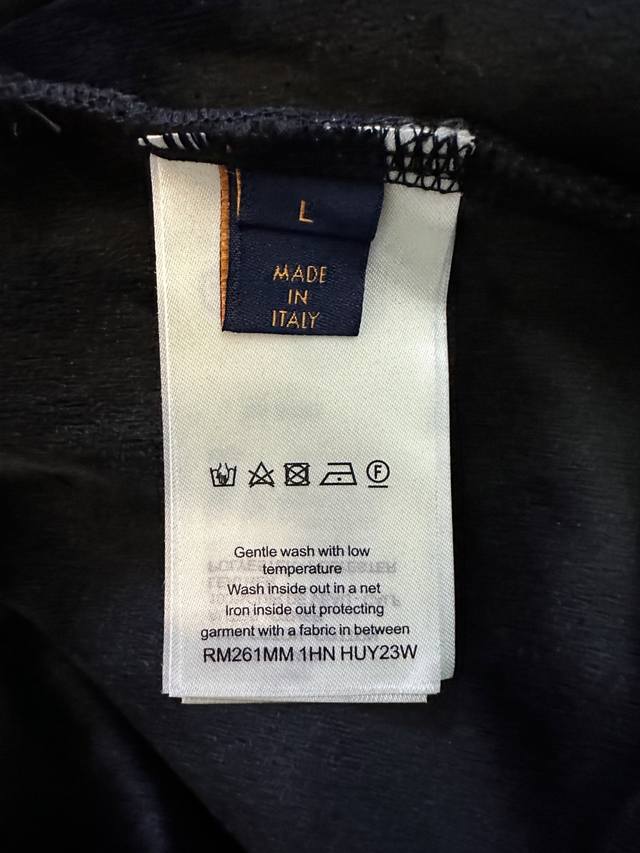 L
MADE
IN
ITALY
F
Gentle wash with low
temperature
Wash inside out in a net
Iron inside out protecting
garment with a fabric in between
RM261MM 1HN HUY23W